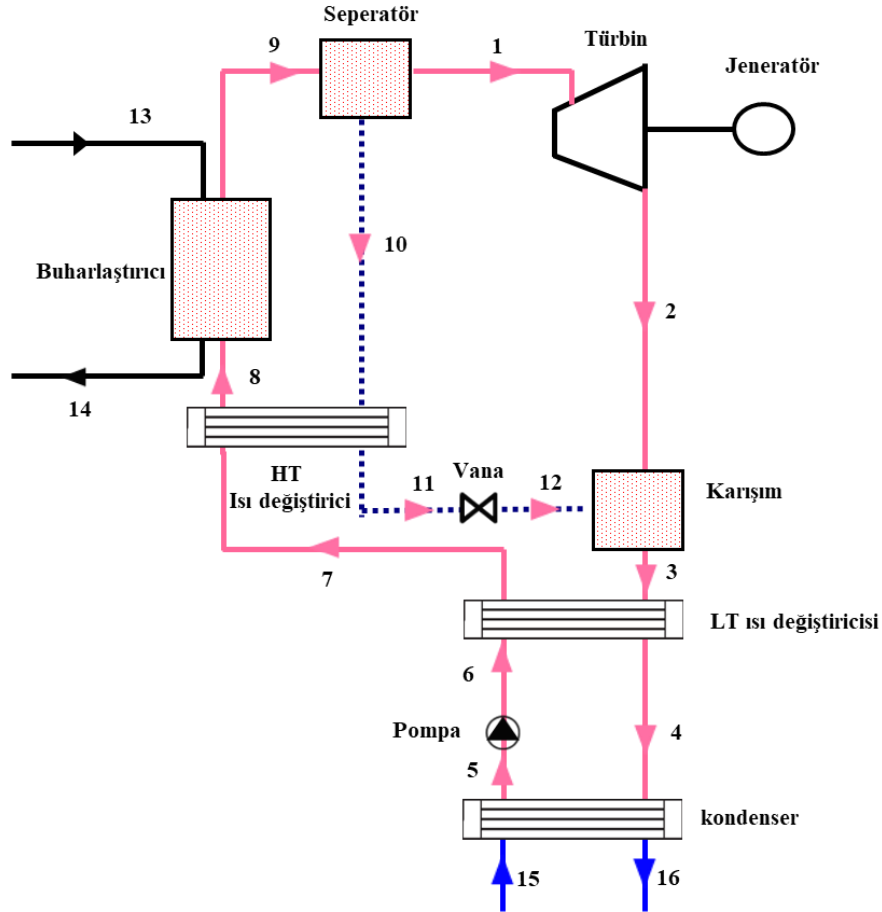 Seperatör
9
1
Türbin
Jeneratör
13
10
Buharlaştırıcı
2
8
14
HT
Isı değiştirici
11
Vana
12
Karışım
7
3
LT ısı değiştiricisi
6
Pompa
4
5
kondenser
15
16